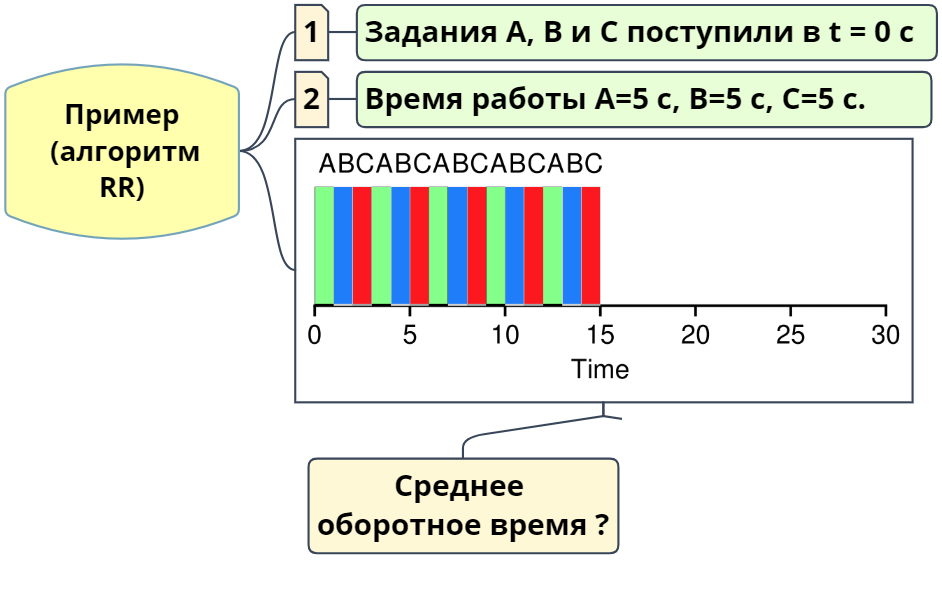 Пример
(алгоритм
RR)
1
Задания A, B и C поступили в t = 0 с
2
Время работы A=5 с, B=5 с, C=5 с.
ABCABCABCABCABC
0 5 10 15 20 25 30
Time
Среднее
оборотное время ?